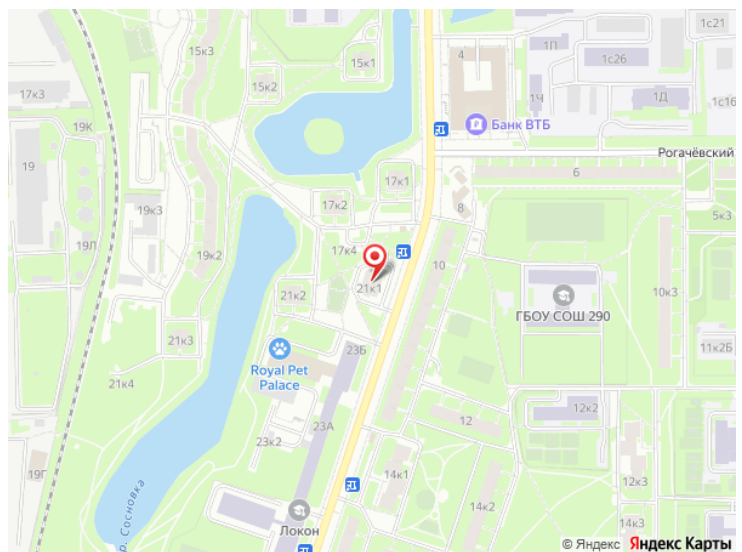 1с21
15к3
15к1
4
1П
1с26
15к2
1Ч
1Д
1с16
17к3
Банк ВТБ
19К
Рогачёвский
19
17к1
6
17к2
19к3
8
5к3
19Л
19к2
17к4
10
21к1
21к2
ГБОУ СОШ 290
10к3
21к3
23Б
11к2Б
Royal Pet
Palace
21к4
12к2
12
23А
23к2
19Г
14к1
12к3
р. Сосновка
14к2
Локон
14к3
© Яндекс Яндекс Карты